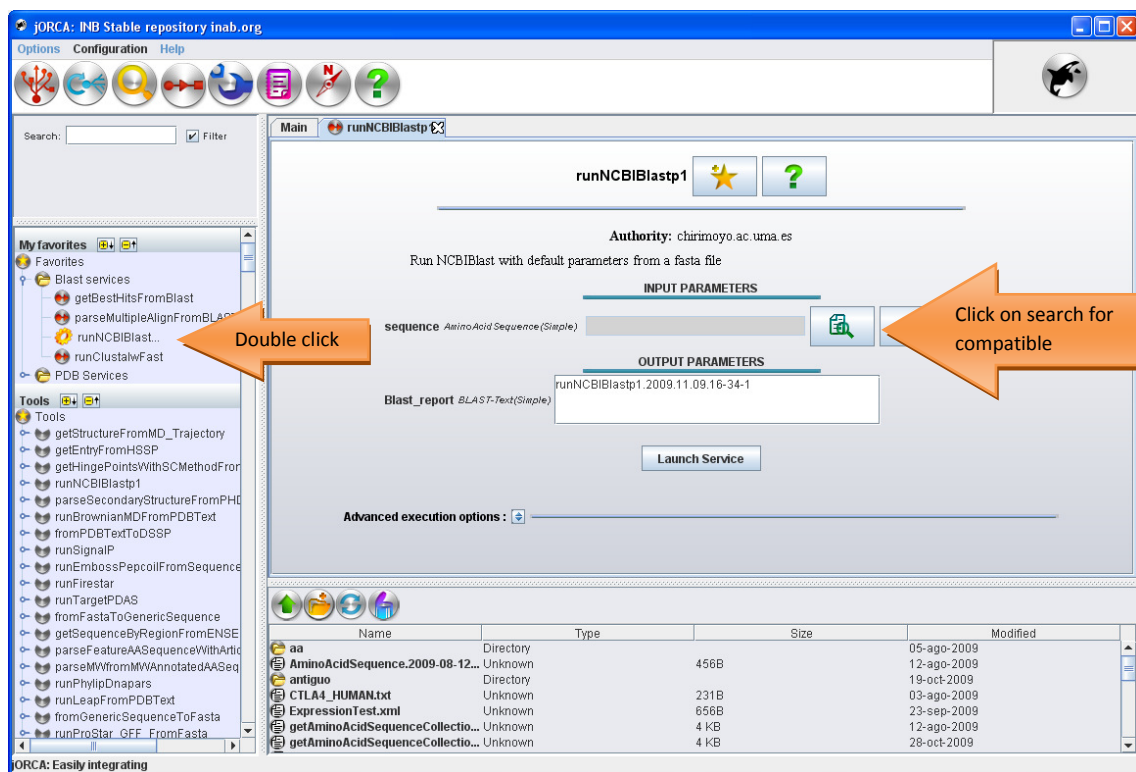 jORCA: INB Stable repository inab.org
Options Configuration Help
N
Search:
Filter
Main
runNCBIBlastp1
My favorites
Favorites
Blast services
getBestHitsFromBlast
parseMultipleAlignFromBLAST
runNCBIBlast...
runClustalwFast
PDB Services
Double click
Tools
Tools
getStructureFromMD_Trajectory
getEntryFromHSSP
getHingePointsWithSCMethodFror
runNCBIBlastp1
parseSecondaryStructureFromPHD
runBrownianMDFromPDBText
fromPDBTextToDSSP
runSignalP
runEmbossPepcoilFromSequence
runFirestar
runTargetPDAS
fromFastaToGenericSequence
getSequenceByRegionFromENSE
parseFeatureAASequenceWithArtic
parseMWfromMWAnnotatedAASeq
runPhylipDnapars
runLeapFromPDBText
fromGenericSequenceToFasta
runProStar_GFF_FromFasta
runNCBIBlastp1
Authority: chirimoyo.ac.uma.es
Run NCBIBlast with default parameters from a fasta file
INPUT PARAMETERS
sequence AminoAcidSequence(Simple)
Click on search for
compatible
OUTPUT PARAMETERS
Blast_report BLAST-Text(Simple)
runNCBIBlastp1.2009.11.09.16-34-1
Launch Service
Advanced execution options :
Name Type Size Modified
aa Directory 05-ago-2009
AminoAcidSequence.2009-08-12... Unknown 456B 12-ago-2009
antiguo Directory 19-oct-2009
CTLA4_HUMAN.txt Unknown 231B 03-ago-2009
ExpressionTest.xml Unknown 656B 23-sep-2009
getAminoAcidSequenceCollectio... Unknown 4 KB 12-ago-2009
getAminoAcidSequenceCollectio... Unknown 4 KB 28-oct-2009
jORCA: Easily integrating